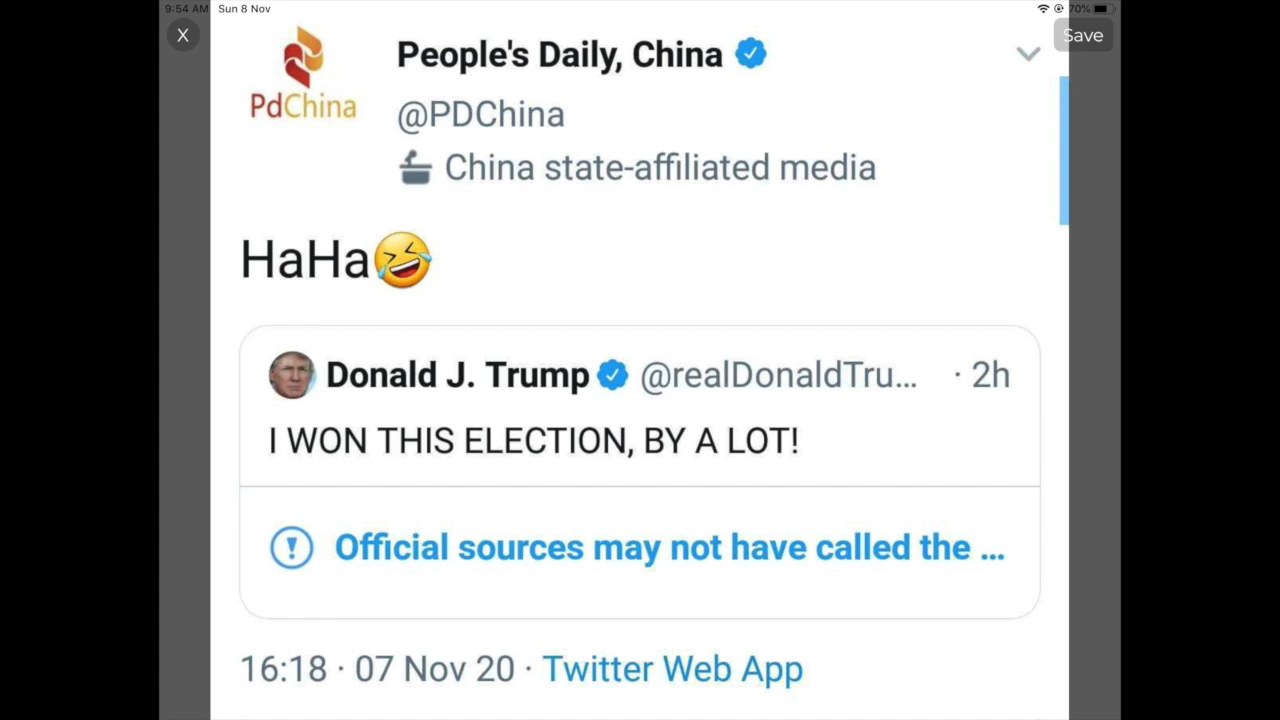 9:54 AM Sun 8 Nov 70%
X Save
People's Daily, China
PdChina
@PDChina
China state-affiliated media
HaHa🤣
Donald J. Trump @realDonaldTru... · 2h
I WON THIS ELECTION, BY A LOT!
Official sources may not have called the ...
16:18 · 07 Nov 20 · Twitter Web App